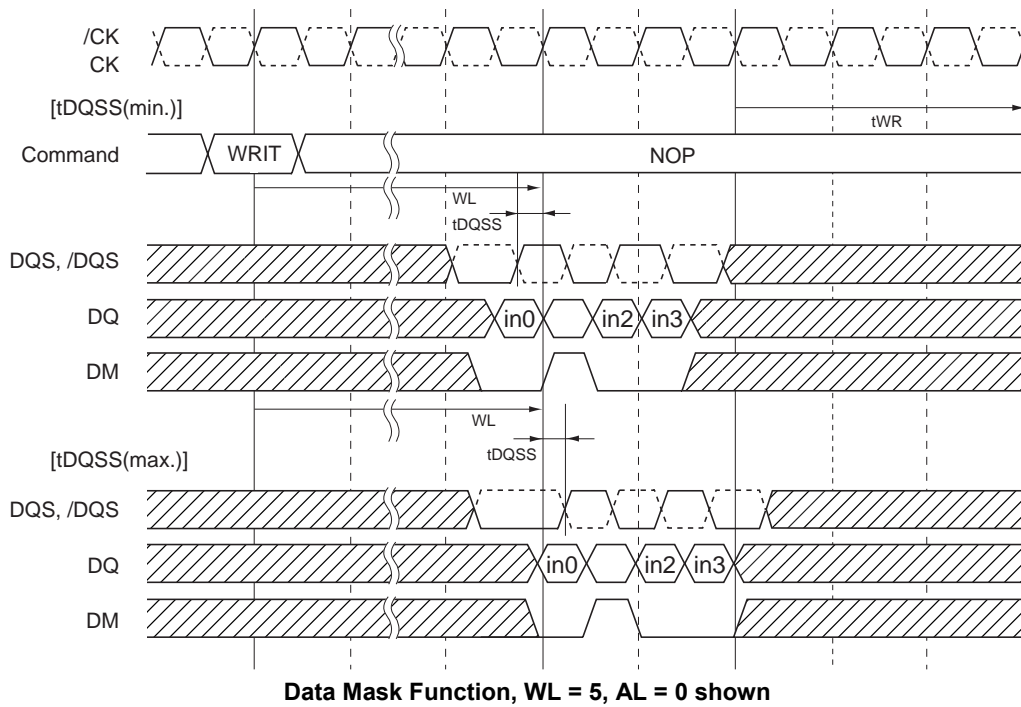 /CK
CK
[tDQSS(min.)]
tWR
Command
WRIT
NOP
WL
tDQSS
DQS, /DQS
DQ
in0
in2
in3
DM
WL
tDQSS
[tDQSS(max.)]
DQS, /DQS
DQ
in0
in2
in3
DM
Data Mask Function, WL = 5, AL = 0 shown